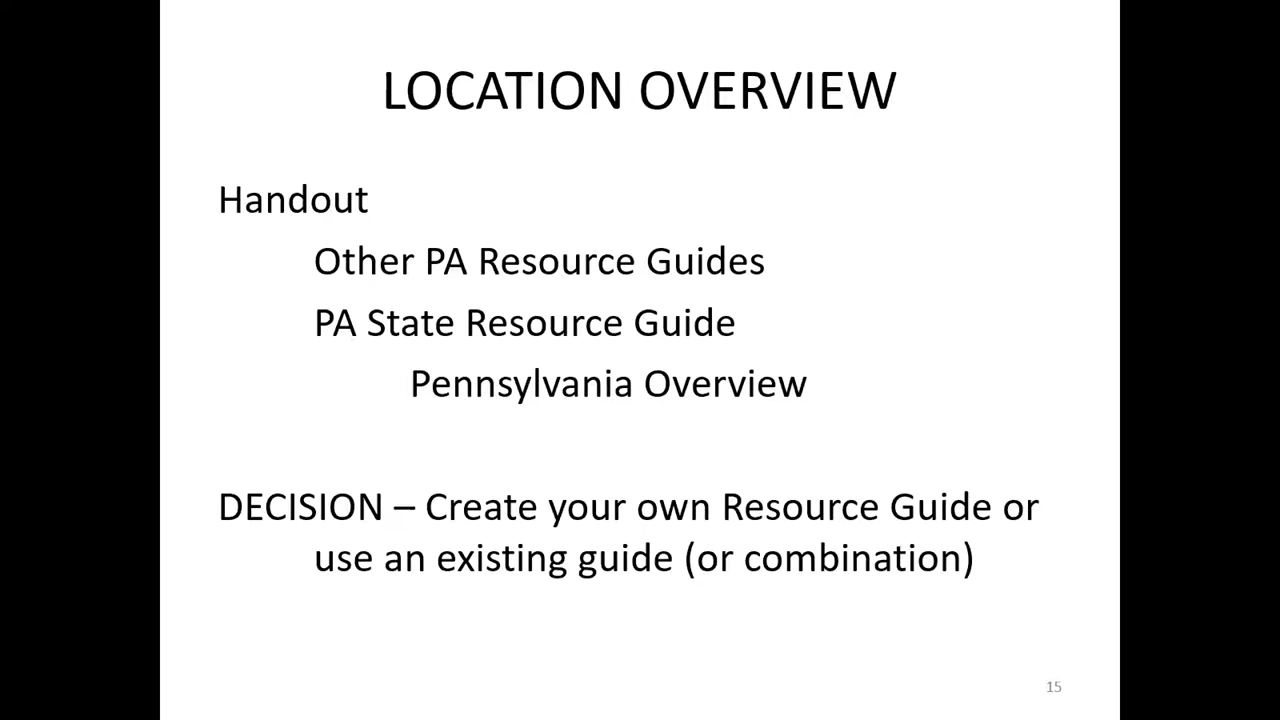 LOCATION OVERVIEW
Handout
Other PA Resource Guides
PA State Resource Guide
Pennsylvania Overview
DECISION – Create your own Resource Guide or
use an existing guide (or combination)
15